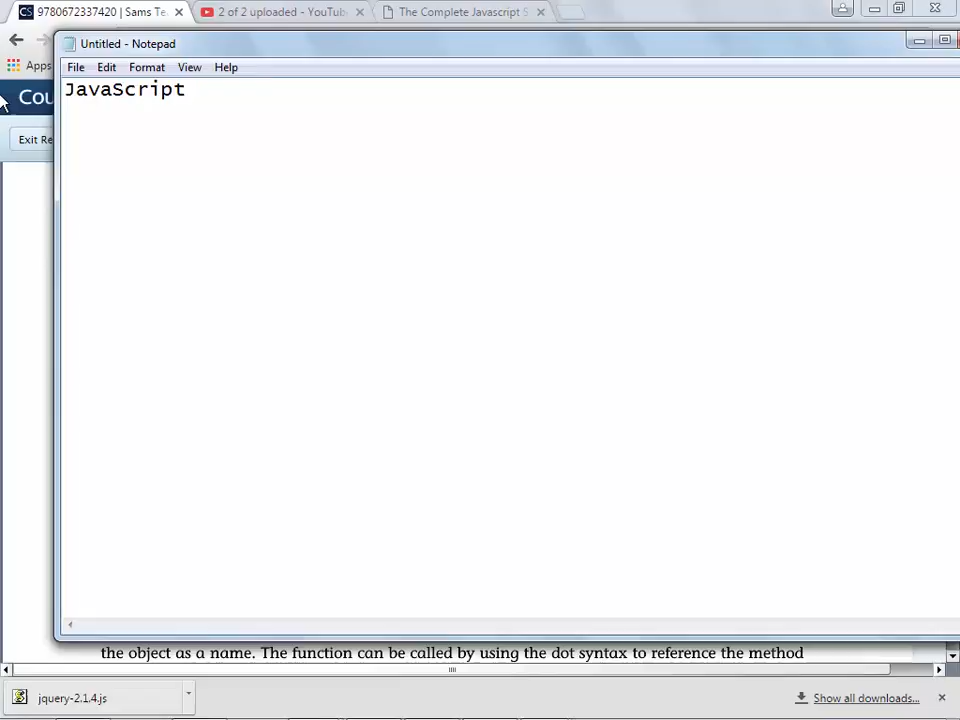 9780672337420 | Sams Te
2 of 2 uploaded - YouTub
The Complete Javascript S
Apps
Untitled - Notepad
File Edit Format View Help
Cou
JavaScript
Exit Re
the object as a name. The function can be called by using the dot syntax to reference the method
jquery-2.1.4.js
Show all downloads...